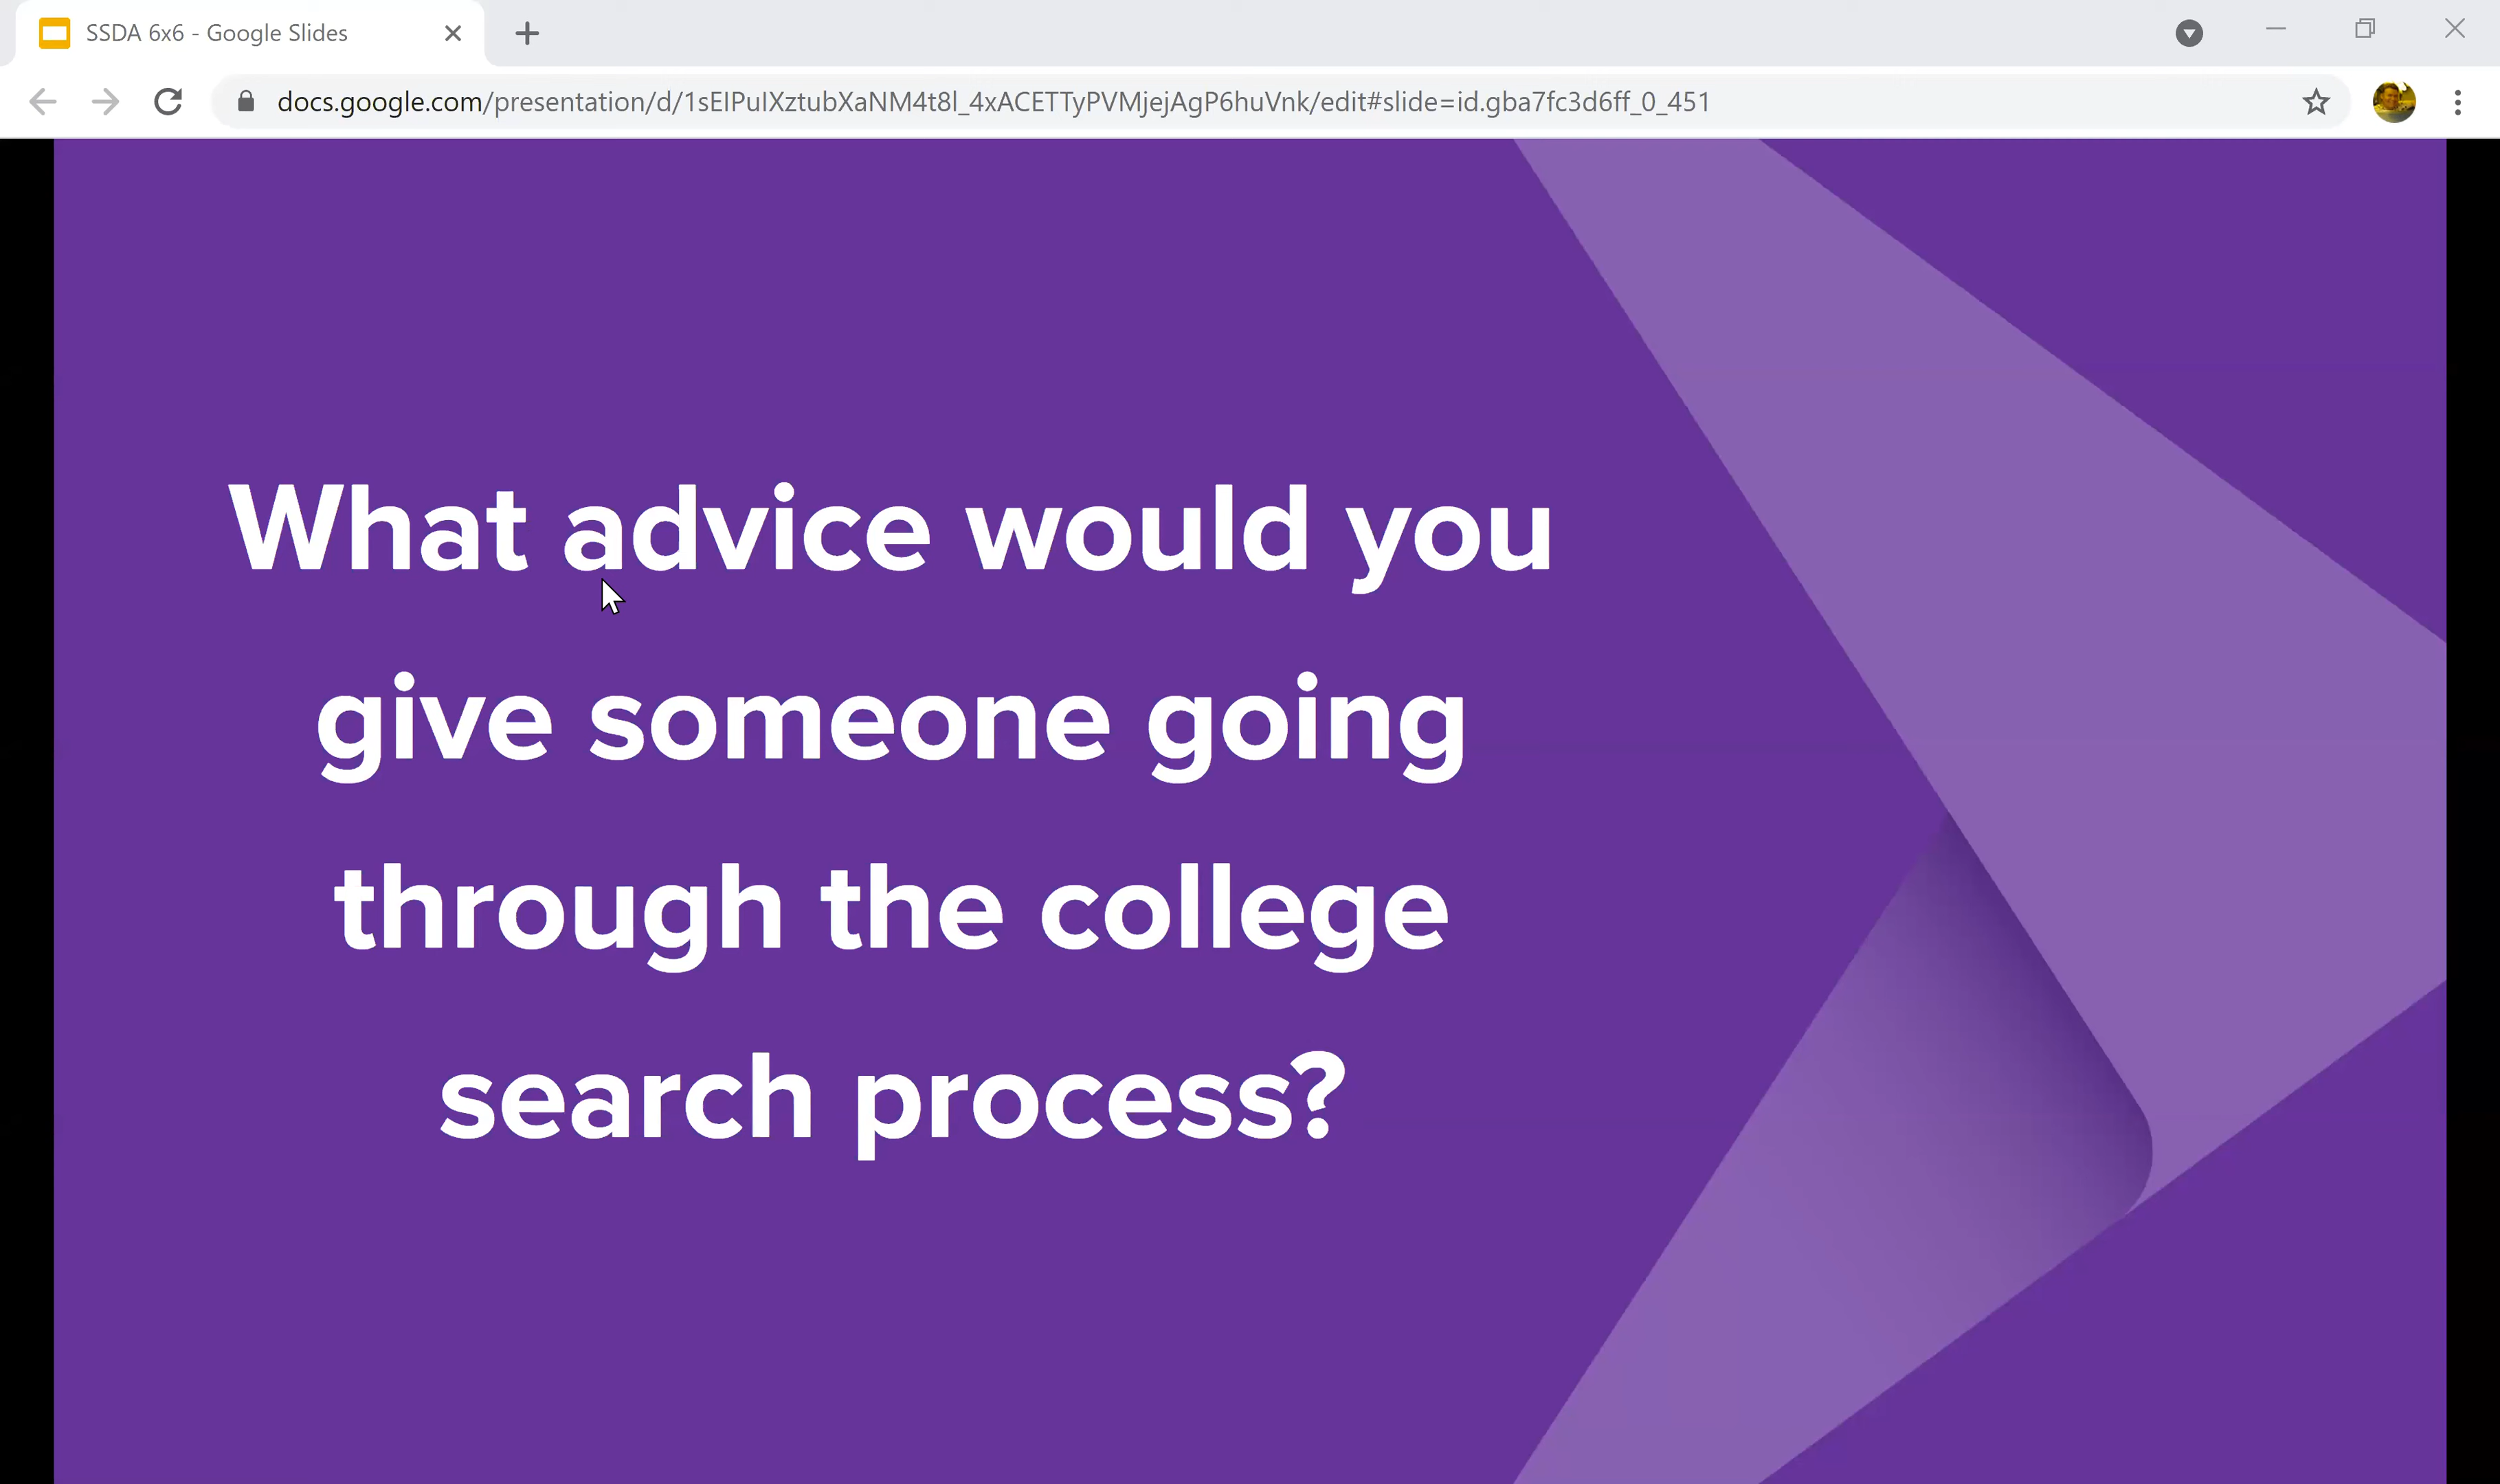 SSDA 6x6 - Google Slides
docs.google.com/presentation/d/1sEIPuIXztubXaNM4t8l_4xACETTyPVMjejAgP6huVnk/edit#slide=id.gba7fc3d6ff_0_451
What advice would you
give someone going
through the college
search process?